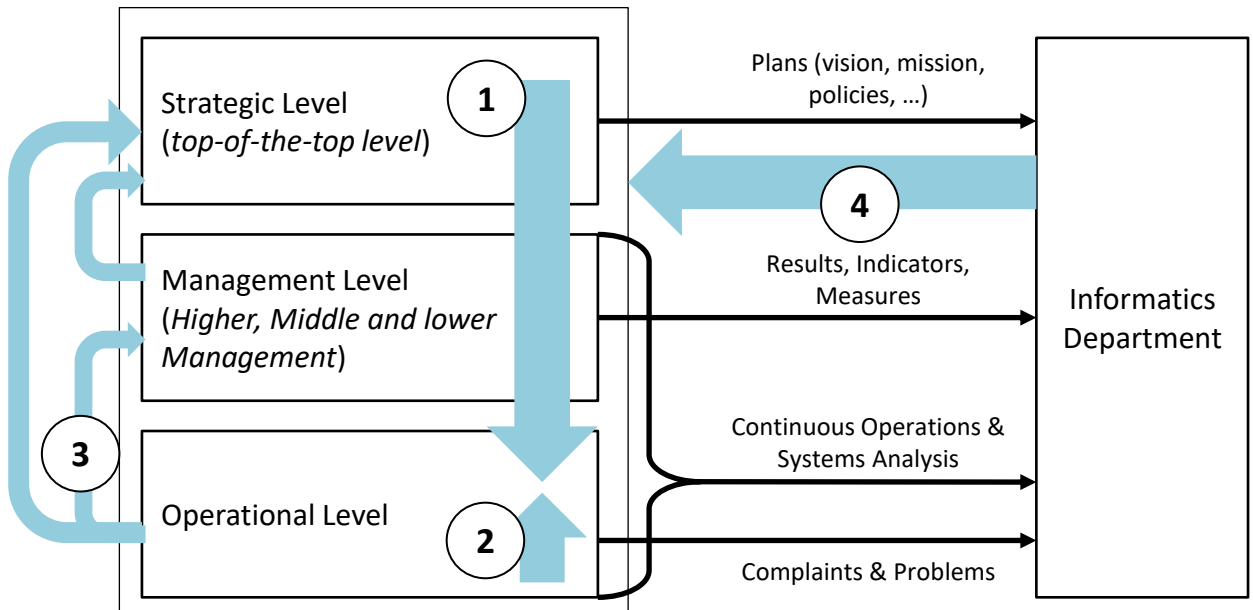 Strategic Level
(top-of-the-top level)
1
Plans (vision, mission,
policies, ...)
4
Management Level
(Higher, Middle and lower
Management)
Results, Indicators,
Measures
Informatics
Department
3
Continuous Operations &
Systems Analysis
Operational Level
2
Complaints & Problems